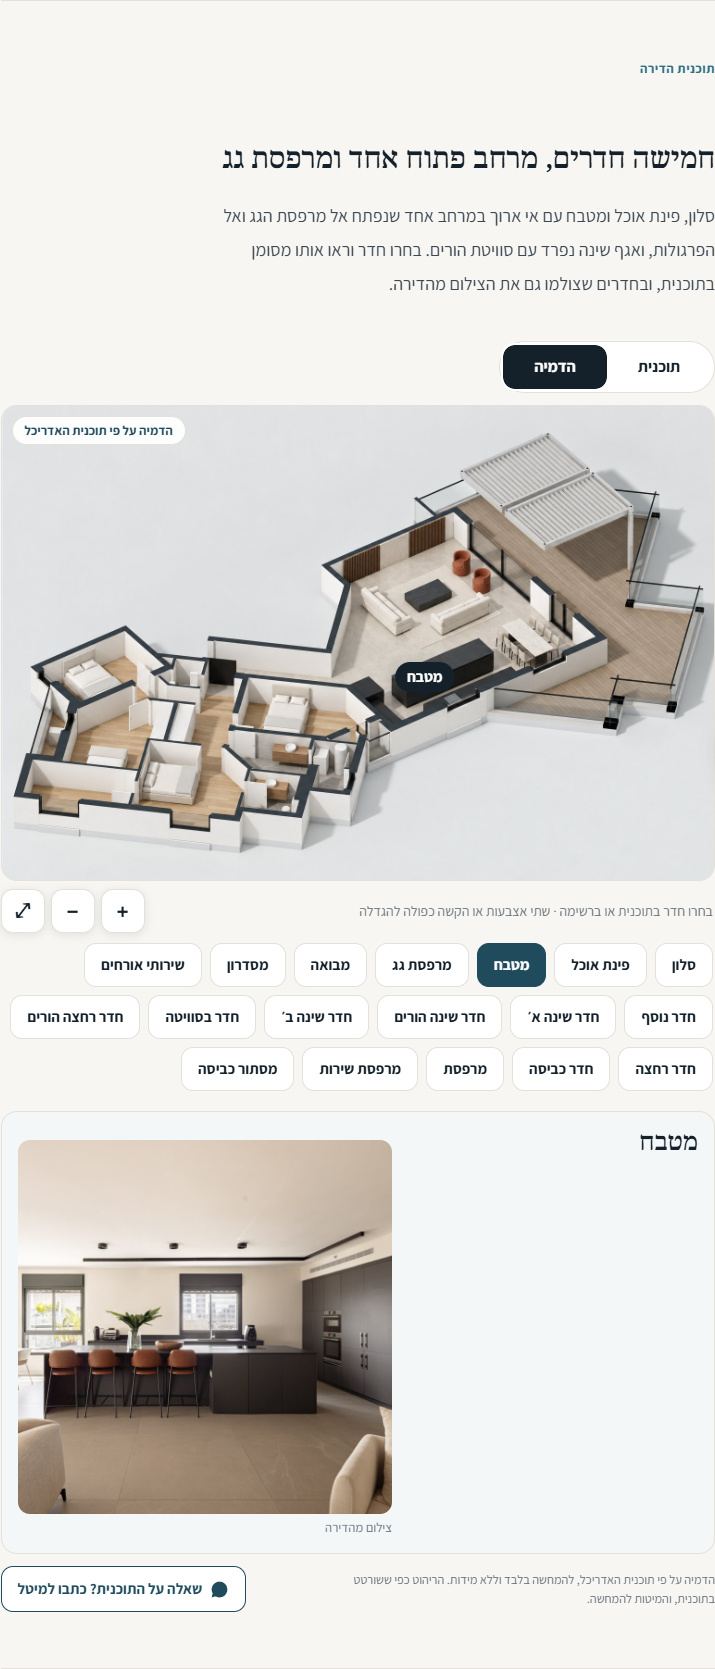 תוכנית הדירה
חמישה חדרים, מרחב פתוח אחד ומרפסת גג
סלון, פינת אוכל ומטבח עם אי ארוך במרחב אחד שנפתח אל מרפסת הגג ואל
הפרגולות, ואגף שינה נפרד עם סוויטת הורים. בחרו חדר וראו אותו מסומן
בתוכנית, ובחדרים שצולמו גם את הצילום מהדירה.
תוכנית
הדמיה
הדמיה על פי תוכנית האדריכל
מטבח
בחרו חדר בתוכנית או ברשימה · שתי אצבעות או הקשה כפולה להגדלה
+
−
סלון
פינת אוכל
מטבח
מרפסת גג
מבואה
מסדרון
שירותי אורחים
חדר נוסף
חדר שינה א׳
חדר שינה הורים
חדר שינה ב׳
חדר בסוויטה
חדר רחצה הורים
חדר רחצה
חדר כביסה
מרפסת
מרפסת שירות
מסתור כביסה
מטבח
צילום מהדירה
הדמיה על פי תוכנית האדריכל, להמחשה בלבד וללא מידות. הריהוט כפי ששורטט
בתוכנית, והמיטות להמחשה.
שאלה על התוכנית? כתבו למיטל